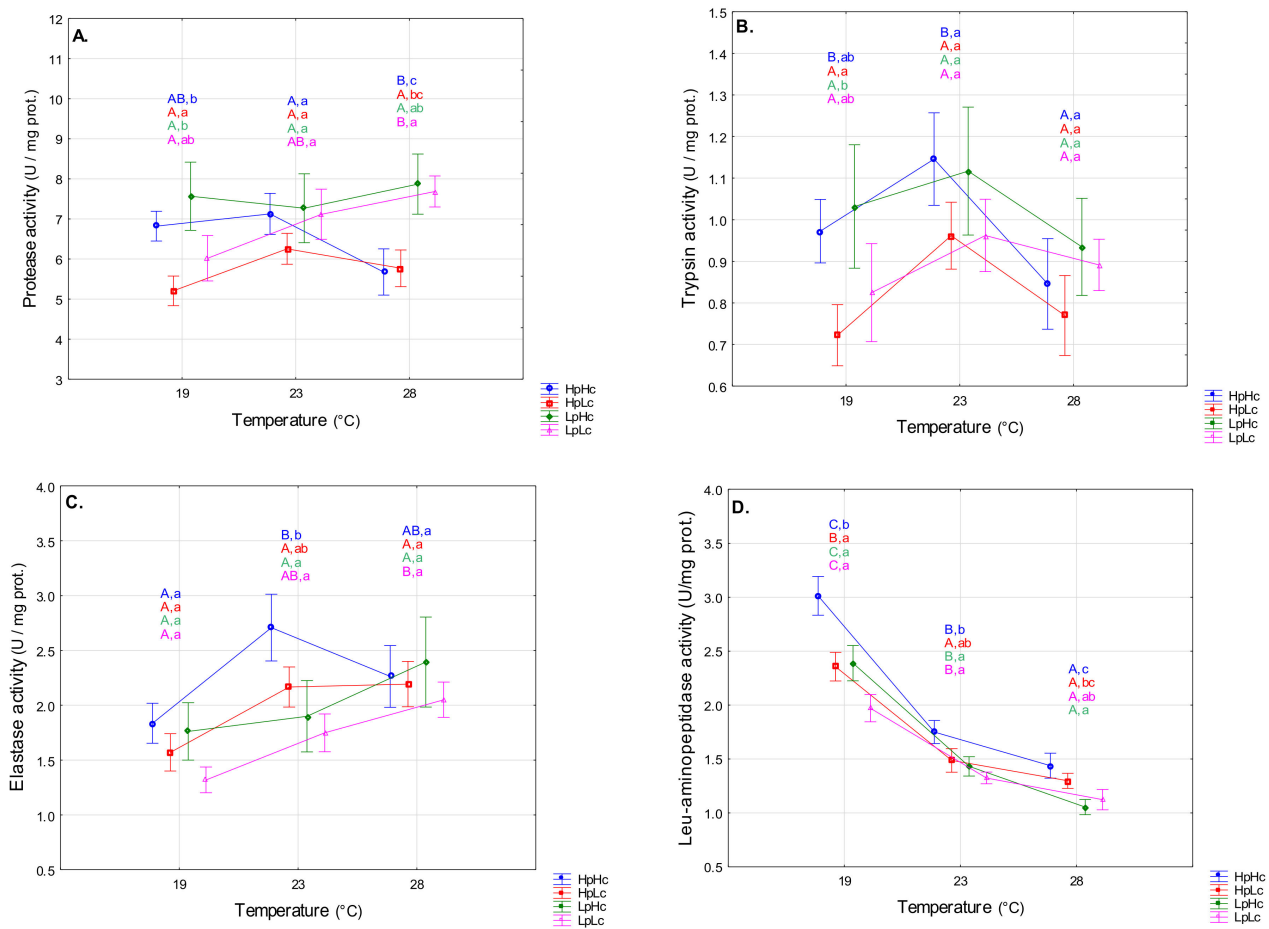 A.
Protease activity (U / mg prot.)
12
11
10
9
8
7
6
5
4
3
AB,b
A,a
A,b
A,ab
A,a
A,a
A,a
AB,a
B,c
A,bc
A,ab
B,a
19
23
28
Temperature (°C)
HpHc
HpLc
LpHc
LpLc
B.
Trypsin activity (U / mg prot.)
1.5
1.4
1.3
1.2
1.1
1.0
0.9
0.8
0.7
0.6
B,ab
A,a
A,b
A,ab
B,a
A,a
A,a
A,a
A,a
A,a
A,a
A,a
19
23
28
Temperature (°C)
HpHc
HpLc
LpHc
LpLc
C.
Elastase activity (U / mg prot.)
4.0
3.5
3.0
2.5
2.0
1.5
1.0
0.5
A,a
A,a
A,a
A,a
B,b
A,ab
A,a
AB,a
AB,a
A,a
A,a
B,a
19
23
28
Temperature (°C)
HpHc
HpLc
LpHc
LpLc
D.
Leu-aminopeptidase activity (U/mg prot.)
4.0
3.5
3.0
2.5
2.0
1.5
1.0
0.5
C,b
B,a
C,a
C,a
B,b
A,ab
B,a
B,a
A,c
A,bc
A,ab
A,a
19
23
28
Temperature (°C)
HpHc
HpLc
LpHc
LpLc